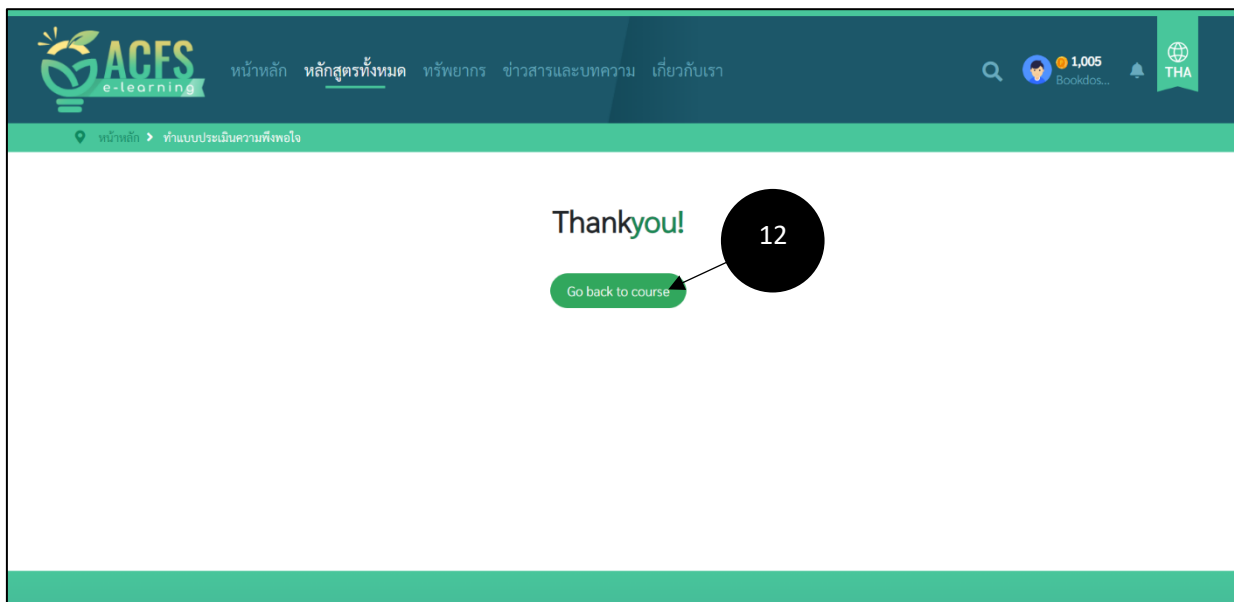 ACFS
e-learning
หน้าหลัก หลักสูตรทั้งหมด ทรัพยากร ข่าวสารและบทความ เกี่ยวกับเรา
1,005
Bookdos...
THA
หน้าหลัก > ทำแบบประเมินความพึงพอใจ
Thankyou!
12
Go back to course